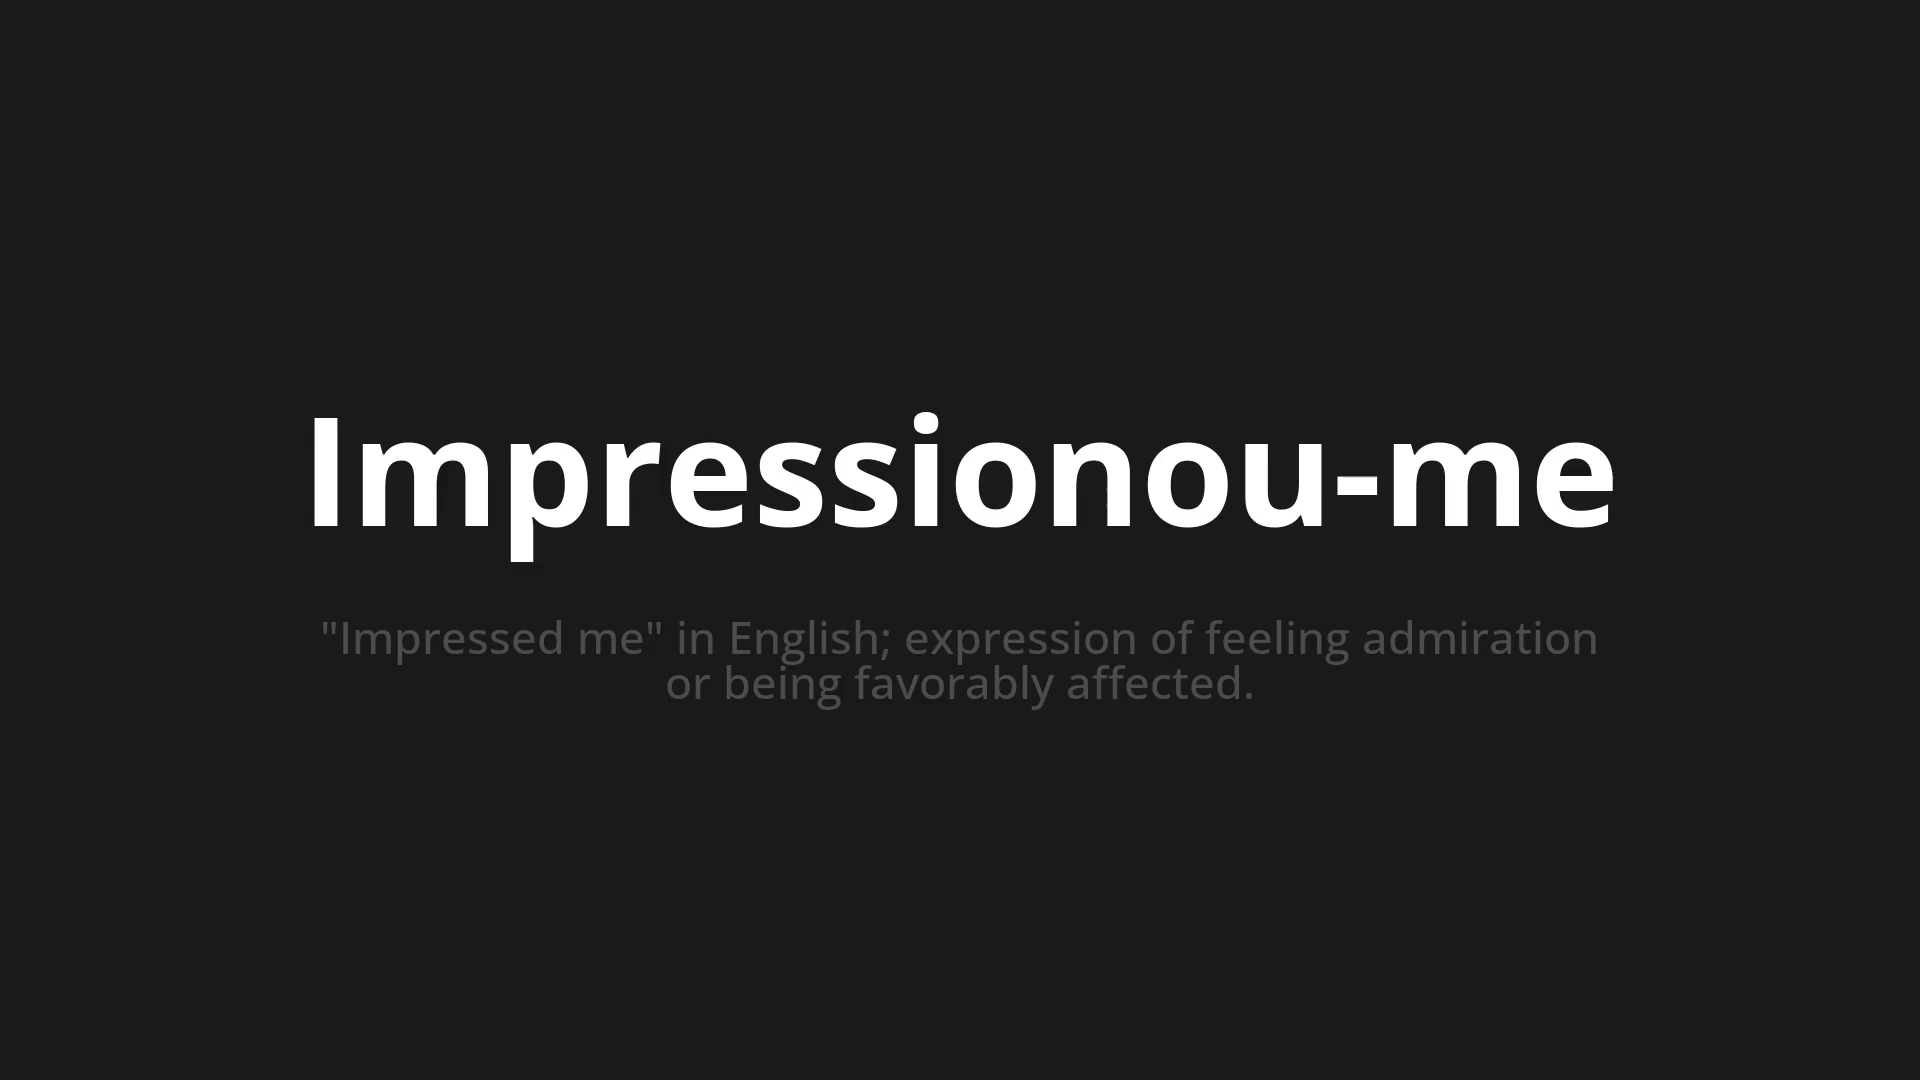 Impressionou-me
"Impressed me" in English; expression of feeling admiration
or being favorably affected.